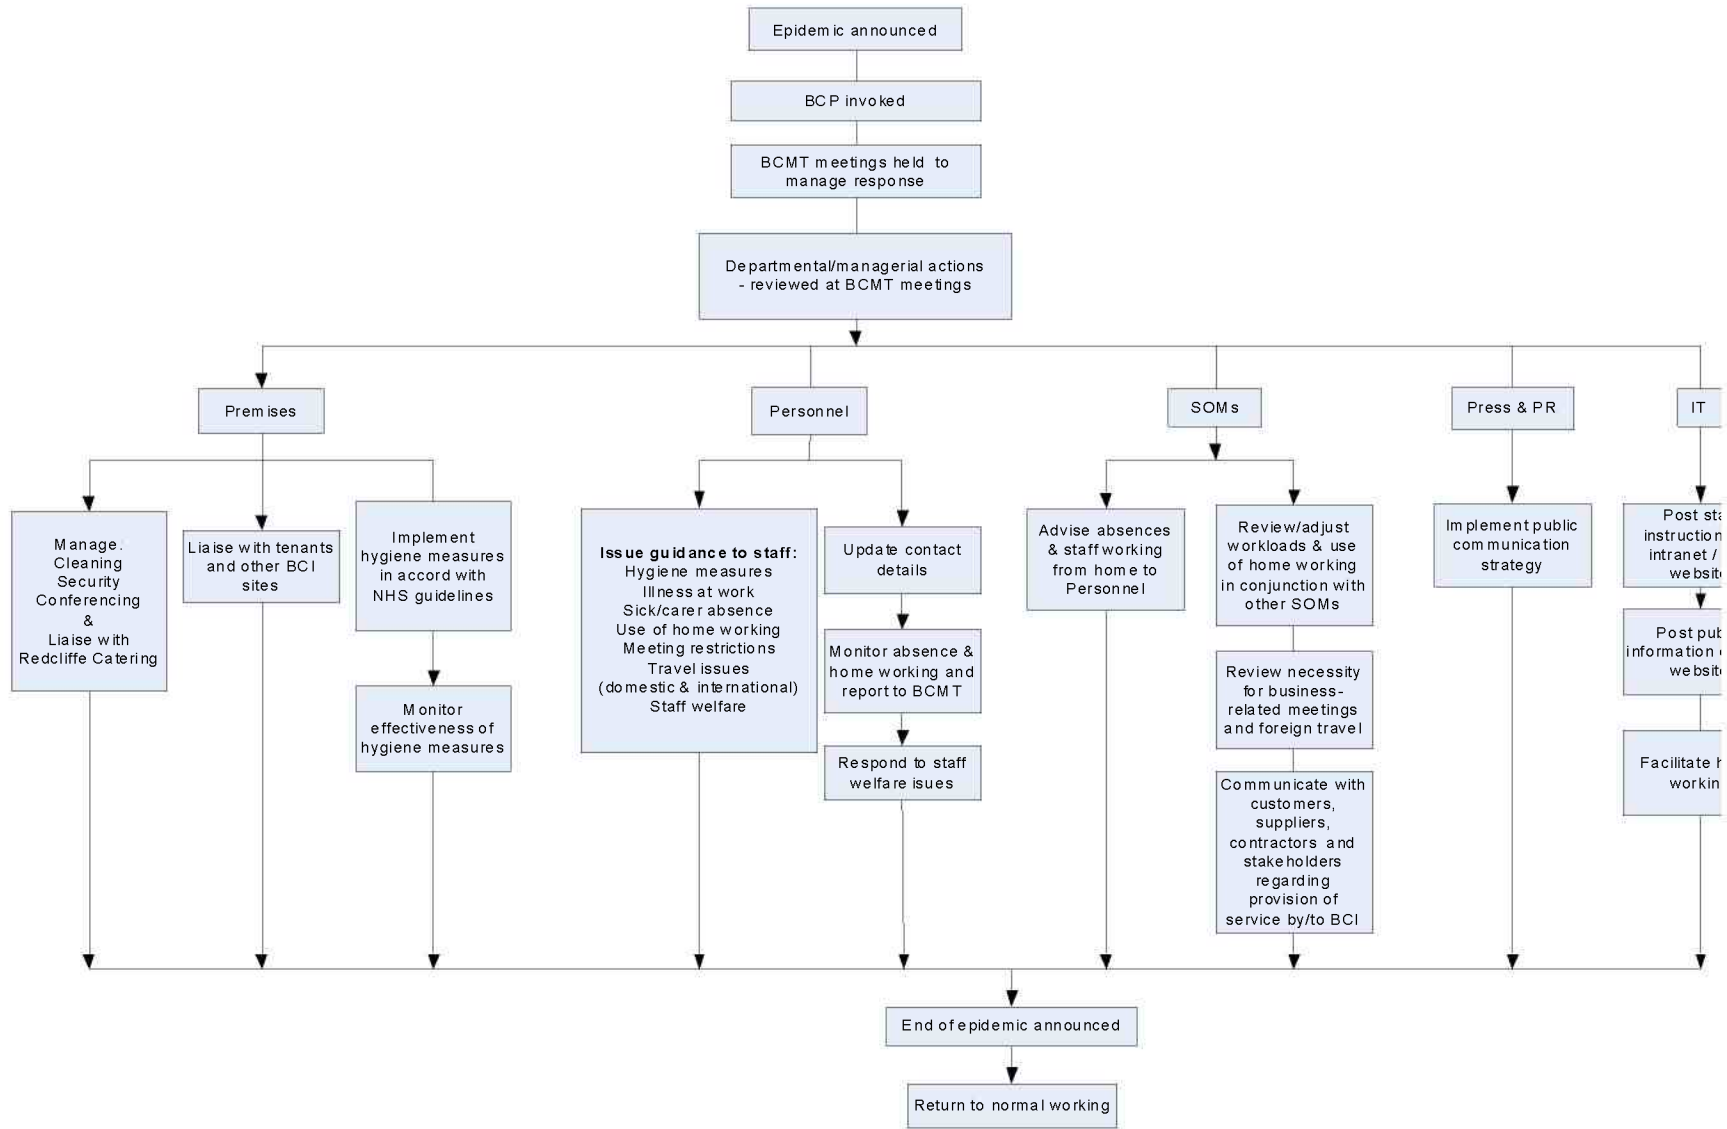 Epidemic announced
BCP invoked
BCMT meetings held to
manage response
Departmental/managerial actions
- reviewed at BCMT meetings
Premises
Personnel
SOMs
Press & PR
IT
Manage.
Cleaning
Security
Conferencing
&
Liaise with
Redcliffe Catering
Liaise with tenants
and other BCI
sites
Implement
hygiene measures
in accord with
NHS guidelines
Monitor
effectiveness of
hygiene measures
Issue guidance to staff:
Hygiene measures
Illness at work
Sick/carer absence
Use of home working
Meeting restrictions
Travel issues
(domestic & international)
Staff welfare
Update contact
details
Monitor absence &
home working and
report to BCMT
Respond to staff
welfare isues
Advise absences
& staff working
from home to
Personnel
Review/adjust
workloads & use
of home working
in conjunction with
other SOMs
Review necessity
for business-
related meetings
and foreign travel
Communicate with
customers,
suppliers,
contractors and
stakeholders
regarding
provision of
service by/to BCI
Implement public
communication
strategy
Post
instruction
intranet /
website
Post
information
website
Facilitate
End of epidemic announced
Return to normal working